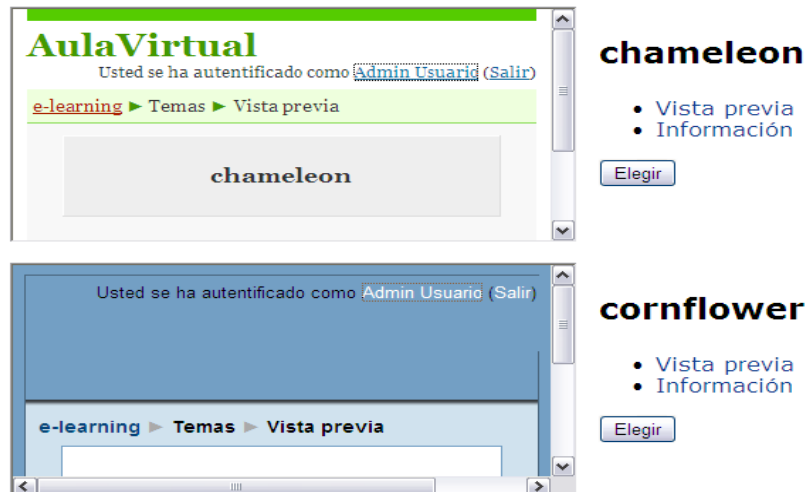 AulaVirtual
Usted se ha autentificado como Admin Usuario (Salir)
e-learning ► Temas ► Vista previa
chameleon
chameleon
• Vista previa
• Información
Elegir
Usted se ha autentificado como Admin Usuario (Salir)
e-learning ► Temas ► Vista previa
cornflower
• Vista previa
• Información
Elegir